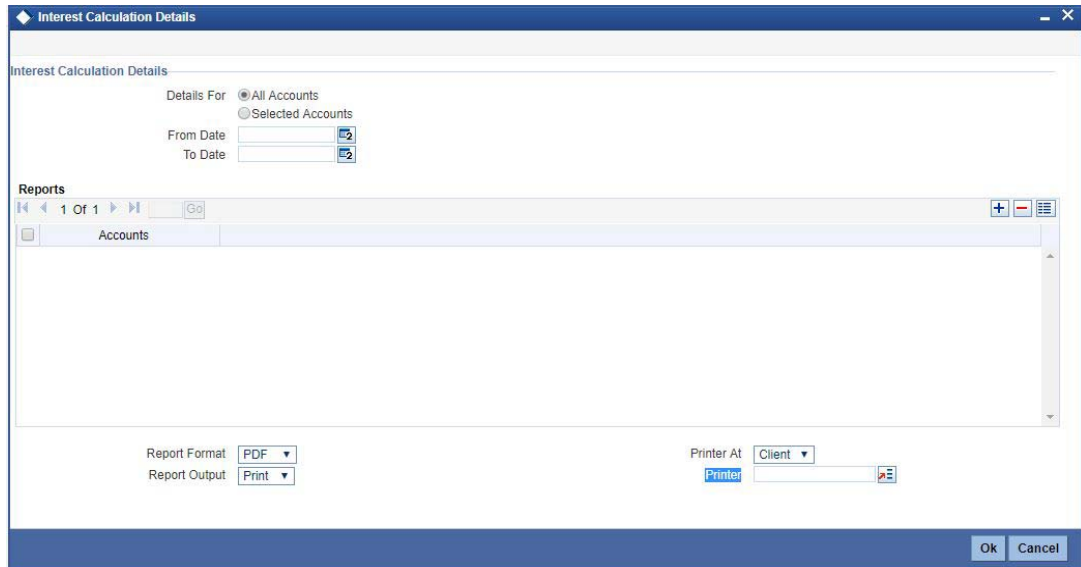 Interest Calculation Details
Interest Calculation Details
Details For All Accounts
Selected Accounts
From Date
To Date
Reports
1 Of 1 Go
Accounts
Report Format PDF Printer At Client
Report Output Print Printer
Ok Cancel